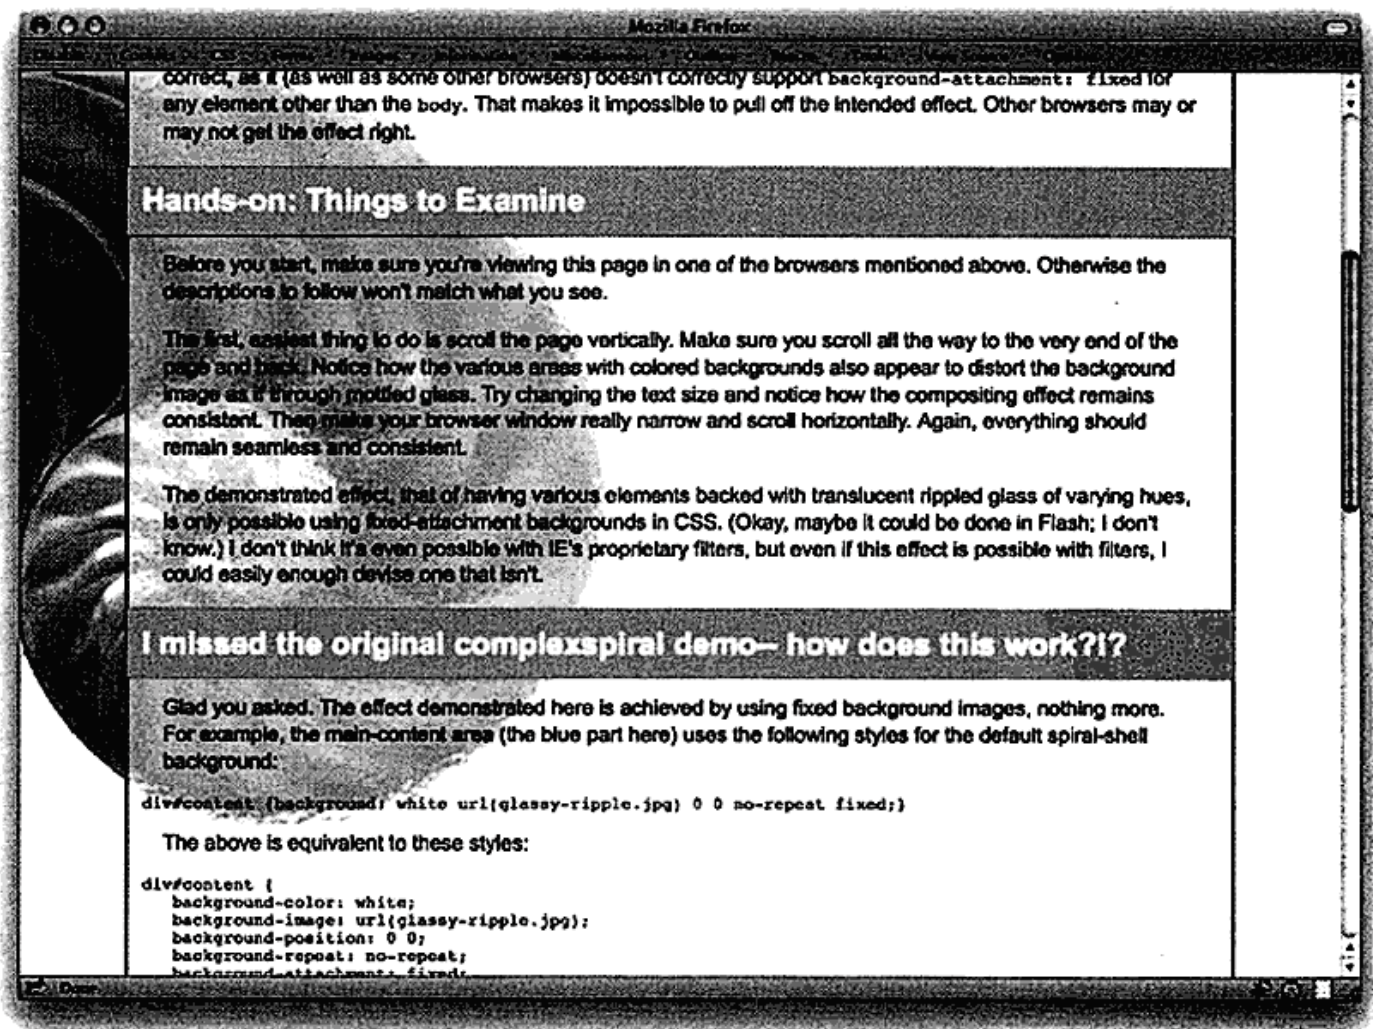 Mozilla Firefox
correct, as it (as well as some other browsers) doesn't correctly support background-attachment: fixed for
any element other than the body. That makes it impossible to pull off the intended effect. Other browsers may or
may not get the effect right.
Hands-on: Things to Examine
Before you start, make sure you're viewing this page in one of the browsers mentioned above. Otherwise the
descriptions to follow won't match what you see.
The first, easiest thing to do is scroll the page vertically. Make sure you scroll all the way to the very end of the
page and back. Notice how the various areas with colored backgrounds also appear to distort the background
image as if through mottled glass. Try changing the text size and notice how the compositing effect remains
consistent. Then make your browser window really narrow and scroll horizontally. Again, everything should
remain seamless and consistent.
The demonstrated effect, that of having various elements backed with translucent rippled glass of varying hues,
is only possible using fixed-attachment backgrounds in CSS. (Okay, maybe it could be done in Flash; I don't
know.) I don't think it's even possible with IE's proprietary filters, but even if this effect is possible with filters, I
could easily enough devise one that isn't.
I missed the original complexspiral demo— how does this work?!?
Glad you asked. The effect demonstrated here is achieved by using fixed background images, nothing more.
For example, the main-content area (the blue part here) uses the following styles for the default spiral-shell
background:
div#content {background: white url(glassy-ripple.jpg) 0 0 no-repeat fixed;}
The above is equivalent to these styles:
div#content {
background-color: white;
background-image: url(glassy-ripple.jpg);
background-position: 0 0;
background-repeat: no-repeat;
background-attachment: fixed;
Done